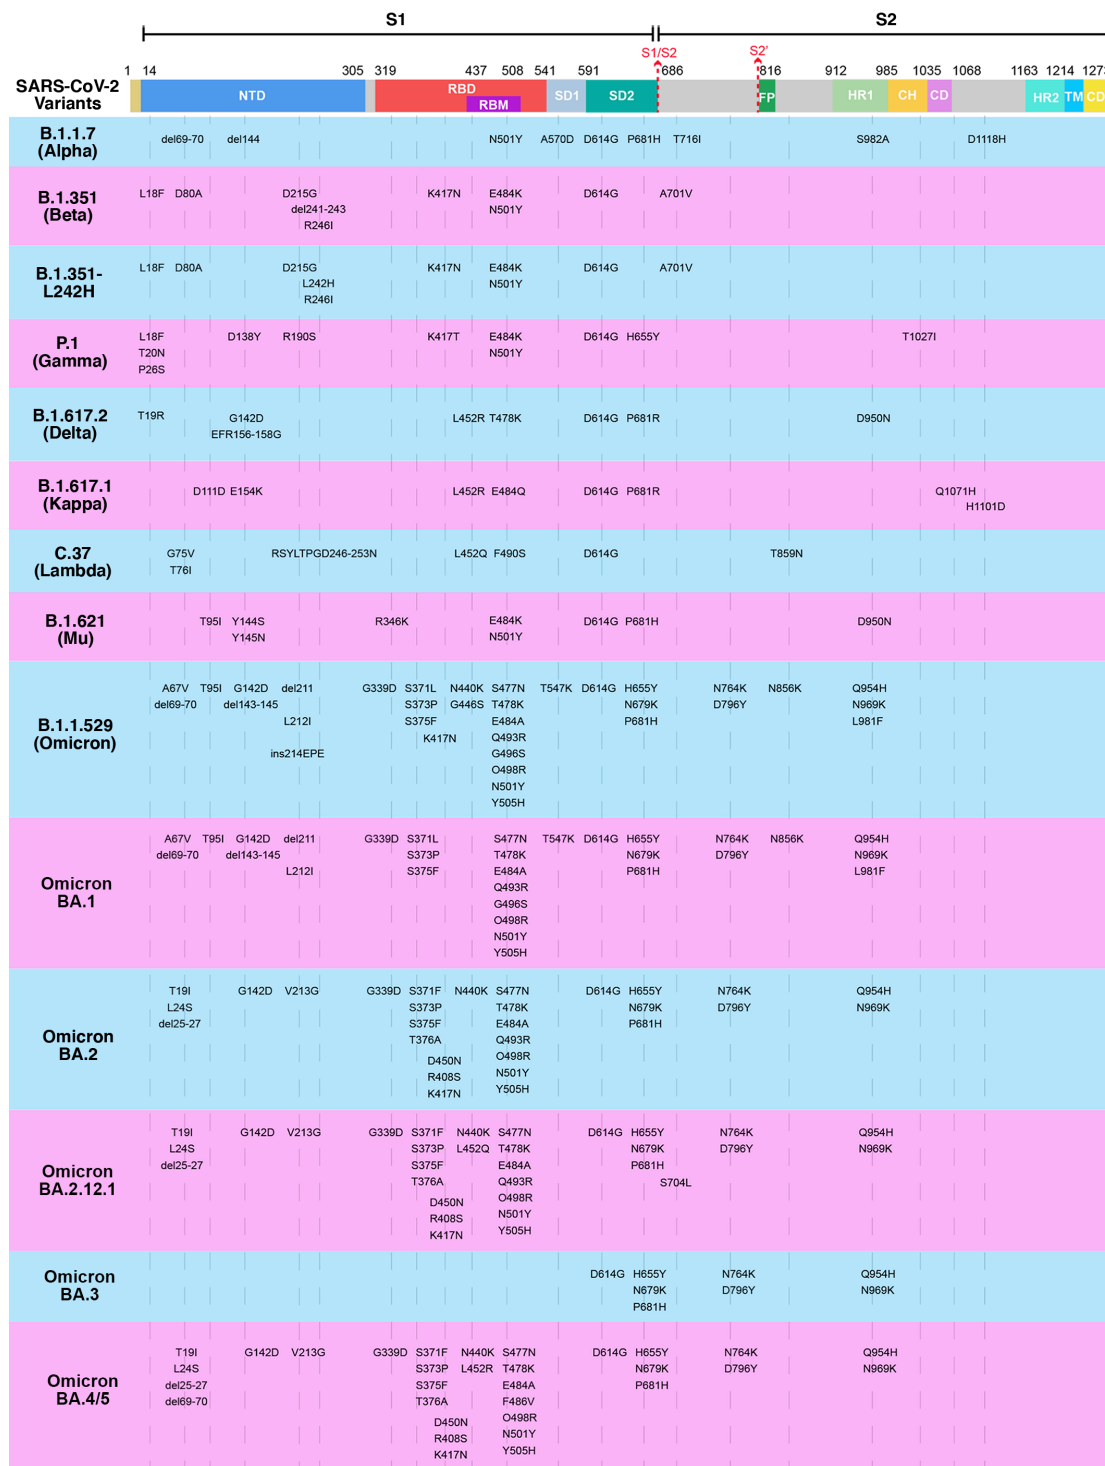 S1 S2
S1/S2 S2'
1 14 305 319 437 508 541 591 686 816 912 985 1035 1068 1163 1214 1273
SARS-CoV-2
Variants
NTD RBD RBM SD1 SD2 FP HR1 CH CD HR2 TM CD
B.1.1.7
(Alpha)
del69-70 del144 N501Y A570D D614G P681H T716I S982A D1118H
B.1.351
(Beta)
L18F D80A D215G K417N E484K D614G A701V
del241-243 N501Y
R246I
B.1.351-
L242H
L18F D80A D215G K417N E484K D614G A701V
L242H N501Y
R246I
P.1
(Gamma)
L18F D138Y R190S K417T E484K D614G H655Y T1027I
T20N N501Y
P26S
B.1.617.2
(Delta)
T19R G142D L452R T478K D614G P681R D950N
EFR156-158G
B.1.617.1
(Kappa)
D111D E154K L452R E484Q D614G P681R Q1071H
H1101D
C.37
(Lambda)
G75V RSYLTPGD246-253N L452Q F490S D614G T859N
T76I
B.1.621
(Mu)
T95I Y144S R346K E484K D614G P681H D950N
Y145N N501Y
B.1.1.529
(Omicron)
A67V T95I G142D del211 G339D S371L N440K S477N T547K D614G H655Y N764K N856K Q954H
del69-70 del143-145 S373P G446S T478K N679K D796Y N969K
L212I S375F E484A P681H L981F
K417N Q493R
ins214EPE G496S
O498R
N501Y
Y505H
Omicron
BA.1
A67V T95I G142D del211 G339D S371L S477N T547K D614G H655Y N764K N856K Q954H
del69-70 del143-145 S373P T478K N679K D796Y N969K
L212I S375F E484A P681H L981F
Q493R
G496S
O498R
N501Y
Y505H
Omicron
BA.2
T19I G142D V213G G339D S371F N440K S477N D614G H655Y N764K Q954H
L24S S373P T478K N679K D796Y N969K
del25-27 S375F E484A P681H
T376A Q493R
D450N O498R
R408S N501Y
K417N Y505H
Omicron
BA.2.12.1
T19I G142D V213G G339D S371F N440K S477N D614G H655Y N764K Q954H
L24S S373P L452Q T478K N679K D796Y N969K
del25-27 S375F E484A P681H
T376A Q493R S704L
D450N O498R
R408S N501Y
K417N Y505H
Omicron
BA.3
D614G H655Y N764K Q954H
N679K D796Y N969K
P681H
Omicron
BA.4/5
T19I G142D V213G G339D S371F N440K S477N D614G H655Y N764K Q954H
L24S S373P L452R T478K N679K D796Y N969K
del25-27 S375F E484A P681H
del69-70 T376A F486V
D450N O498R
R408S N501Y
K417N Y505H